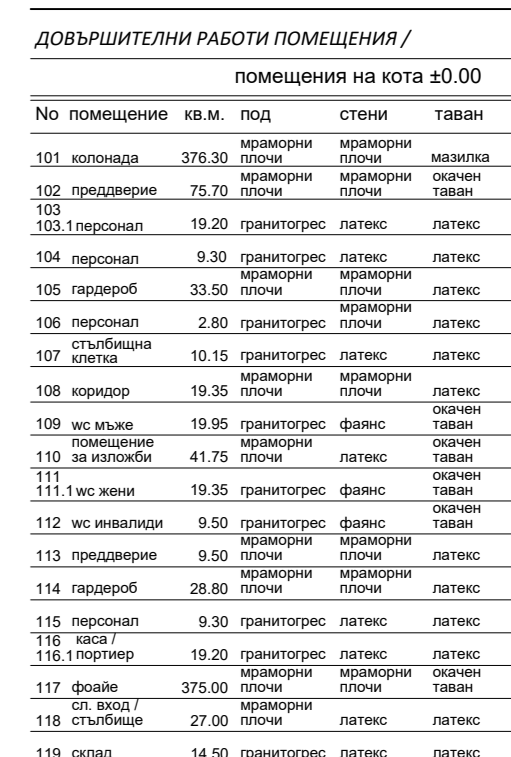 ДОВЪРШИТЕЛНИ РАБОТИ ПОМЕЩЕНИЯ /
помещения на кота ±0.00
No помещение кв.м. под стени таван
101 колонада 376.30 мраморни плочи мраморни плочи мазилка
102 преддверие 75.70 мраморни плочи мраморни плочи окачен таван
103 103.1 персонал 19.20 гранитогрес латекс латекс
104 персонал 9.30 гранитогрес латекс латекс
105 гардероб 33.50 мраморни плочи мраморни плочи латекс
106 персонал 2.80 гранитогрес мраморни плочи латекс
107 стълбищна клетка 10.15 гранитогрес латекс латекс
108 коридор 19.35 мраморни плочи мраморни плочи латекс
109 wc мъже 19.95 гранитогрес фаянс окачен таван
110 помещение за изложби 41.75 мраморни плочи латекс окачен таван
111 111.1 wc жени 19.35 гранитогрес фаянс окачен таван
112 wc инвалиди 9.50 гранитогрес фаянс окачен таван
113 преддверие 9.50 мраморни плочи мраморни плочи латекс
114 гардероб 28.80 мраморни плочи мраморни плочи латекс
115 персонал 9.30 гранитогрес латекс латекс
116 116.1 каса / портиер 19.20 гранитогрес латекс латекс
117 фоайе 375.00 мраморни плочи мраморни плочи окачен таван
118 сл. вход / стълбище 27.00 мраморни плочи латекс латекс
119 склад 14.50 гранитогрес латекс латекс